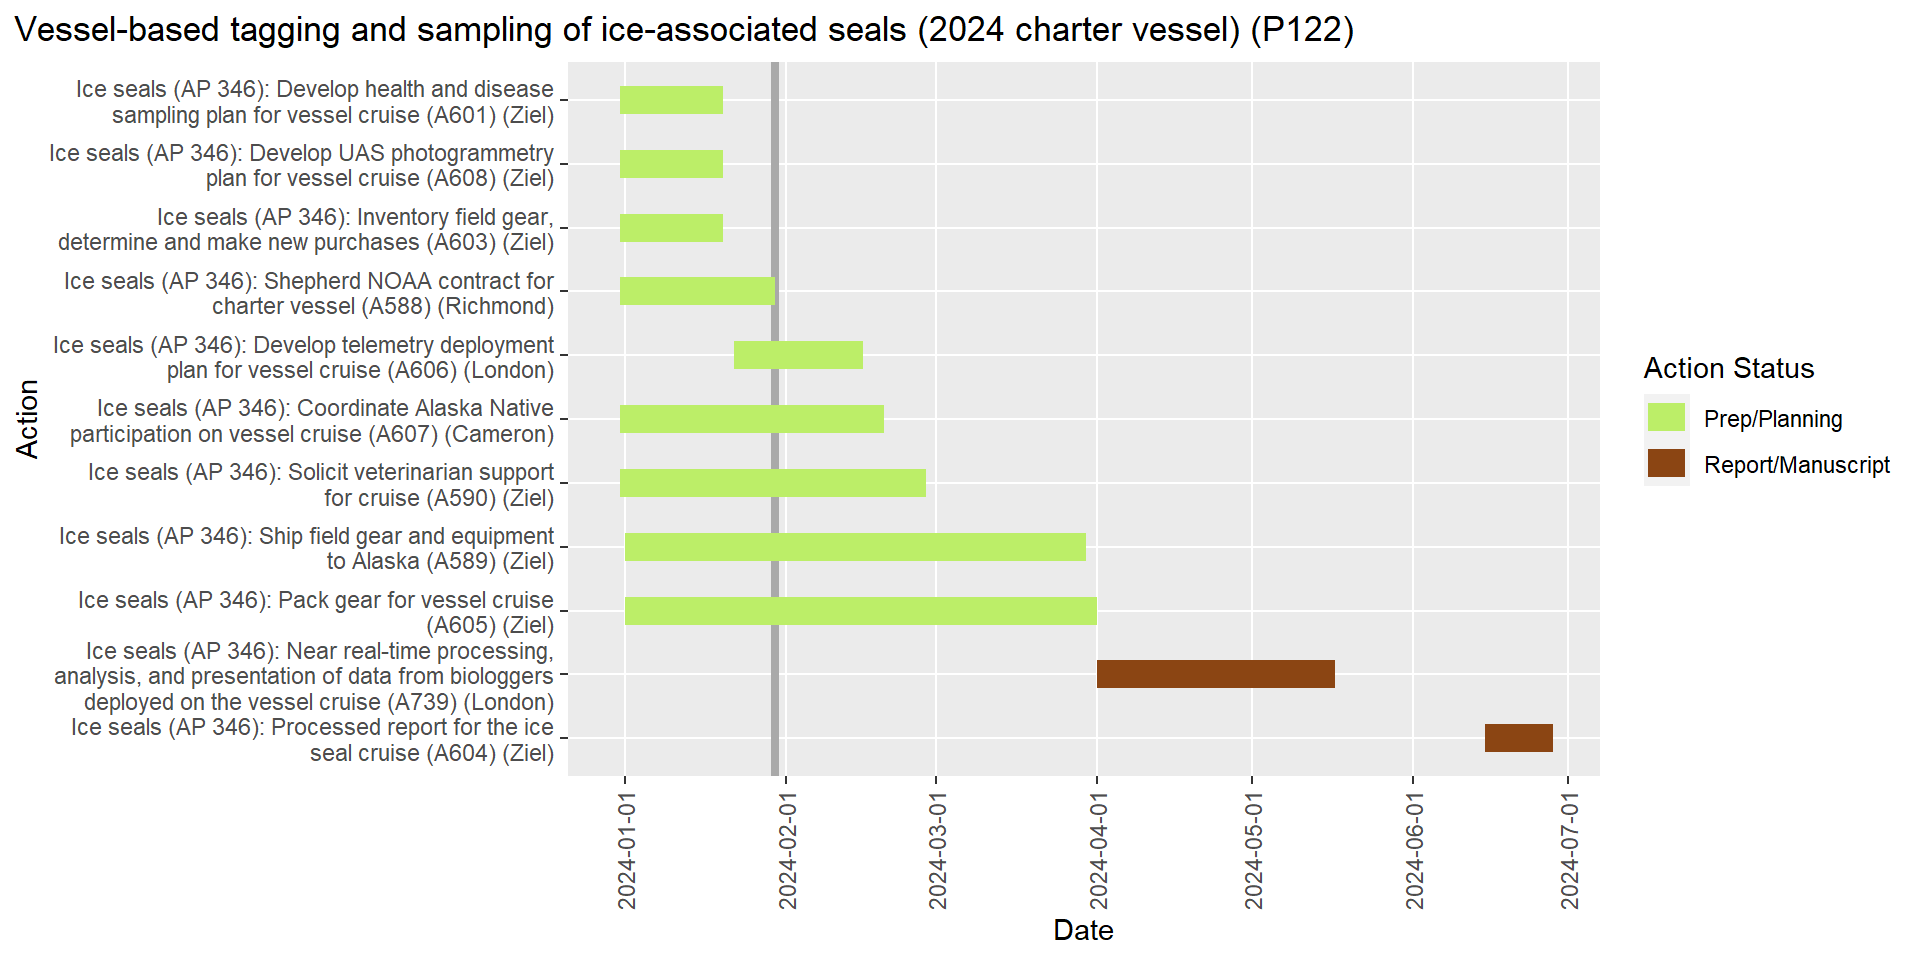 Vessel-based tagging and sampling of ice-associated seals (2024 charter vessel) (P122)
Action
Ice seals (AP 346): Develop health and disease
sampling plan for vessel cruise (A601) (Ziel)
Ice seals (AP 346): Develop UAS photogrammetry
plan for vessel cruise (A608) (Ziel)
Ice seals (AP 346): Inventory field gear,
determine and make new purchases (A603) (Ziel)
Ice seals (AP 346): Shepherd NOAA contract for
charter vessel (A588) (Richmond)
Ice seals (AP 346): Develop telemetry deployment
plan for vessel cruise (A606) (London)
Ice seals (AP 346): Coordinate Alaska Native
participation on vessel cruise (A607) (Cameron)
Ice seals (AP 346): Solicit veterinarian support
for cruise (A590) (Ziel)
Ice seals (AP 346): Ship field gear and equipment
to Alaska (A589) (Ziel)
Ice seals (AP 346): Pack gear for vessel cruise
(A605) (Ziel)
Ice seals (AP 346): Near real-time processing,
analysis, and presentation of data from biologgers
deployed on the vessel cruise (A739) (London)
Ice seals (AP 346): Processed report for the ice
seal cruise (A604) (Ziel)
2024-01-01
2024-02-01
2024-03-01
2024-04-01
2024-05-01
2024-06-01
2024-07-01
Date
Action Status
Prep/Planning
Report/Manuscript